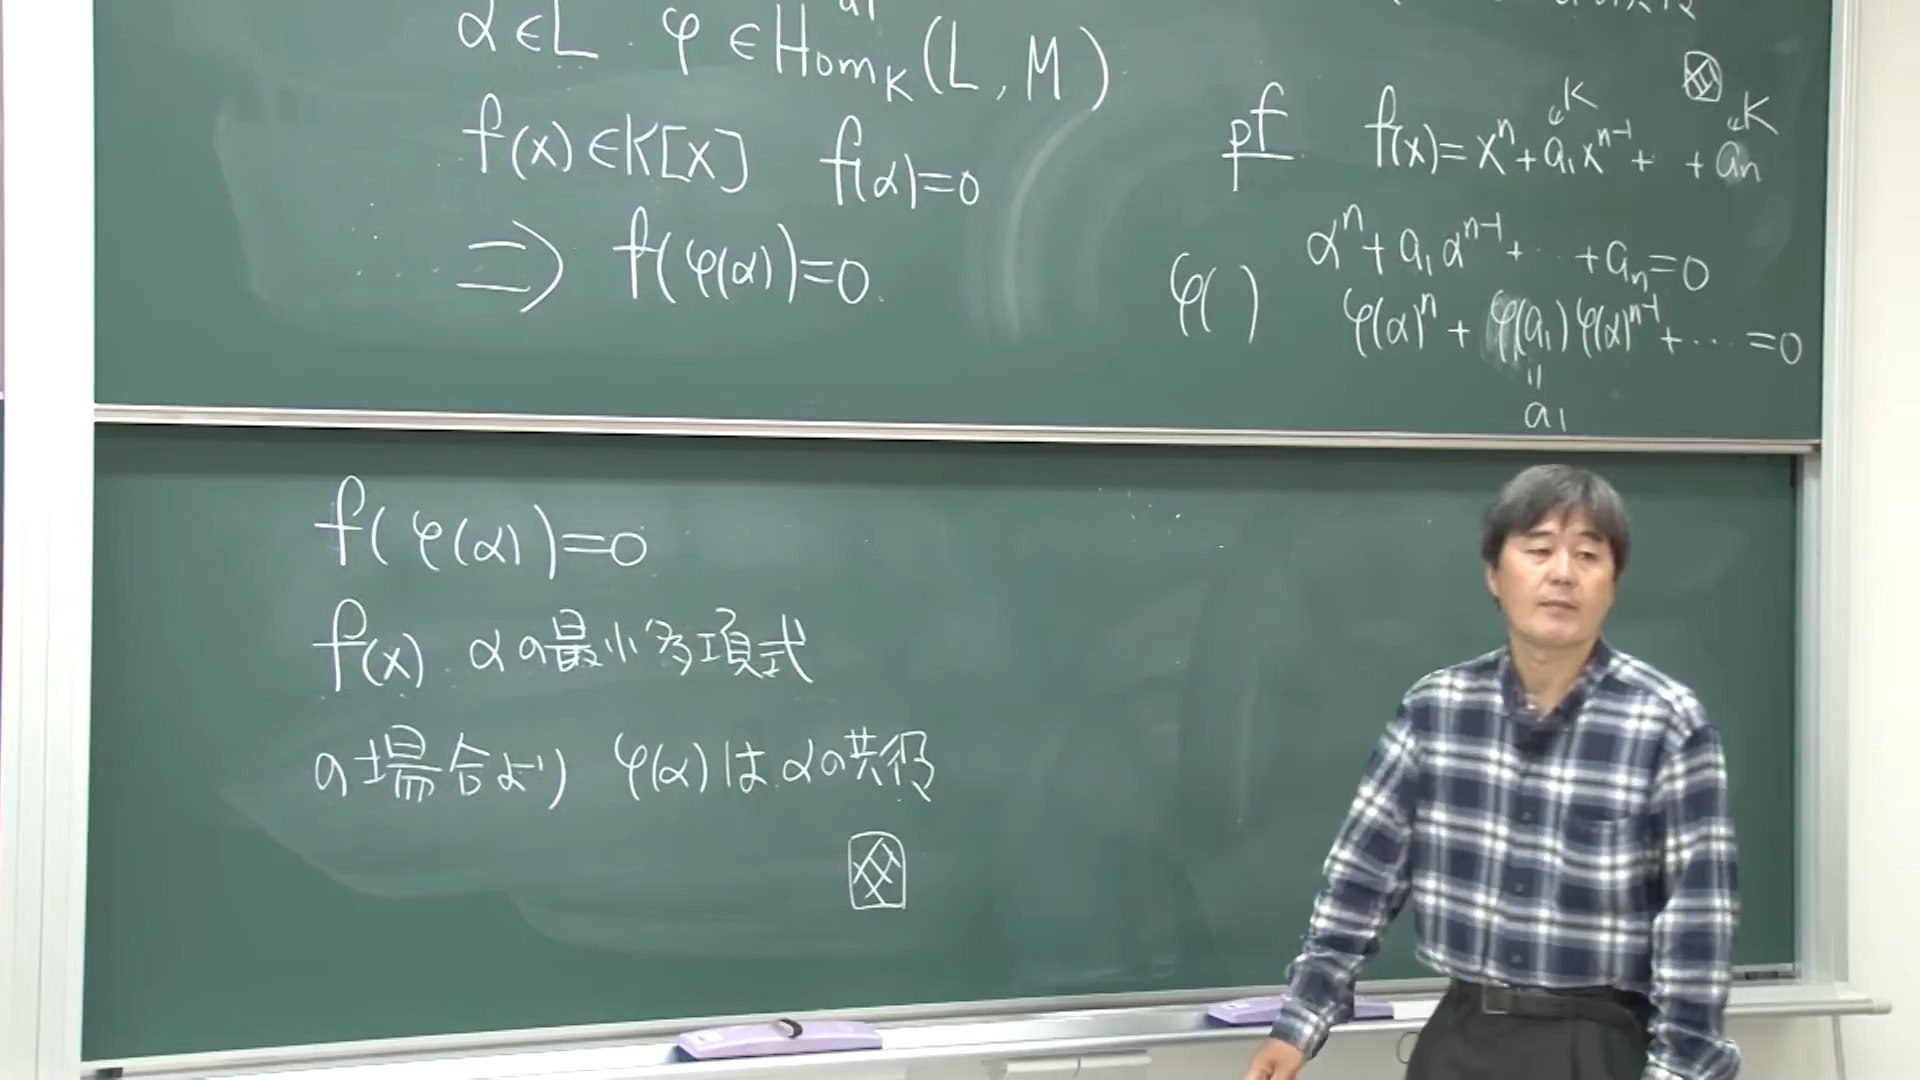 α∈L. φ∈Hom_K^al(L, M)
f(x)∈K[x] f(α)=0
⇒ f(φ(α))=0.
pf f(x)=x^n+a_1x^{n-1}+ +a_n
∈K ∈K
α^n+a_1α^{n-1}+‥+a_n=0
φ( ) φ(α)^n+φ(a_1)φ(α)^{n-1}+… =0
=
a_1
f(φ(α))=0
f(x). αの最小多項式
の場合より φ(α)はαの共役